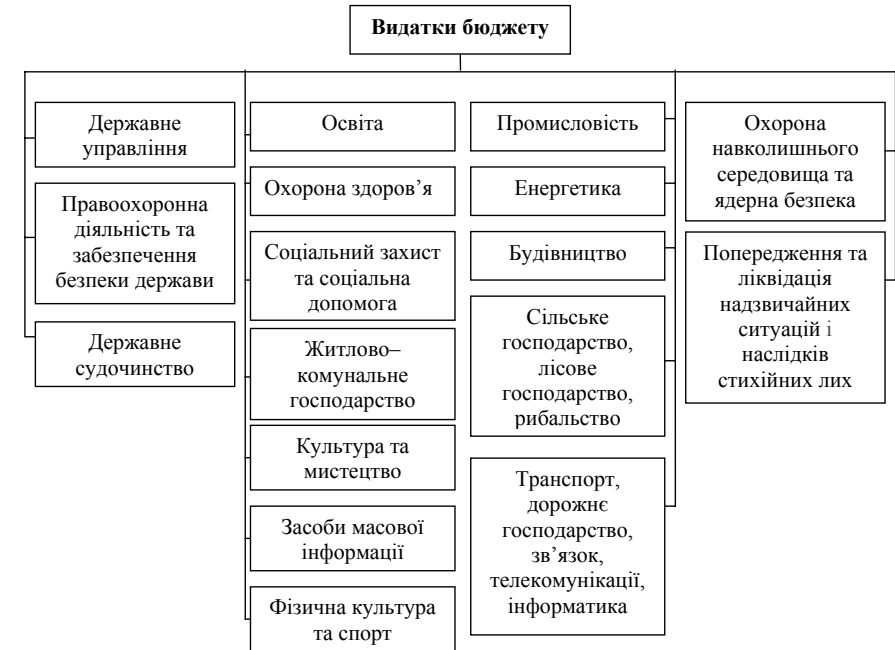 Видатки бюджету
Державне
управління
Правоохоронна
діяльність та
забезпечення
безпеки держави
Державне
судочинство
Освіта
Охорона здоров’я
Соціальний захист
та соціальна
допомога
Житлово–
комунальне
господарство
Культура та
мистецтво
Засоби масової
інформації
Фізична культура
та спорт
Промисловість
Енергетика
Будівництво
Сільське
господарство,
лісове
господарство,
рибальство
Транспорт,
дорожнє
господарство,
зв’язок,
телекомунікації,
інформатика
Охорона
навколишнього
середовища та
ядерна безпека
Попередження та
ліквідація
надзвичайних
ситуацій і
наслідків
стихійних лих